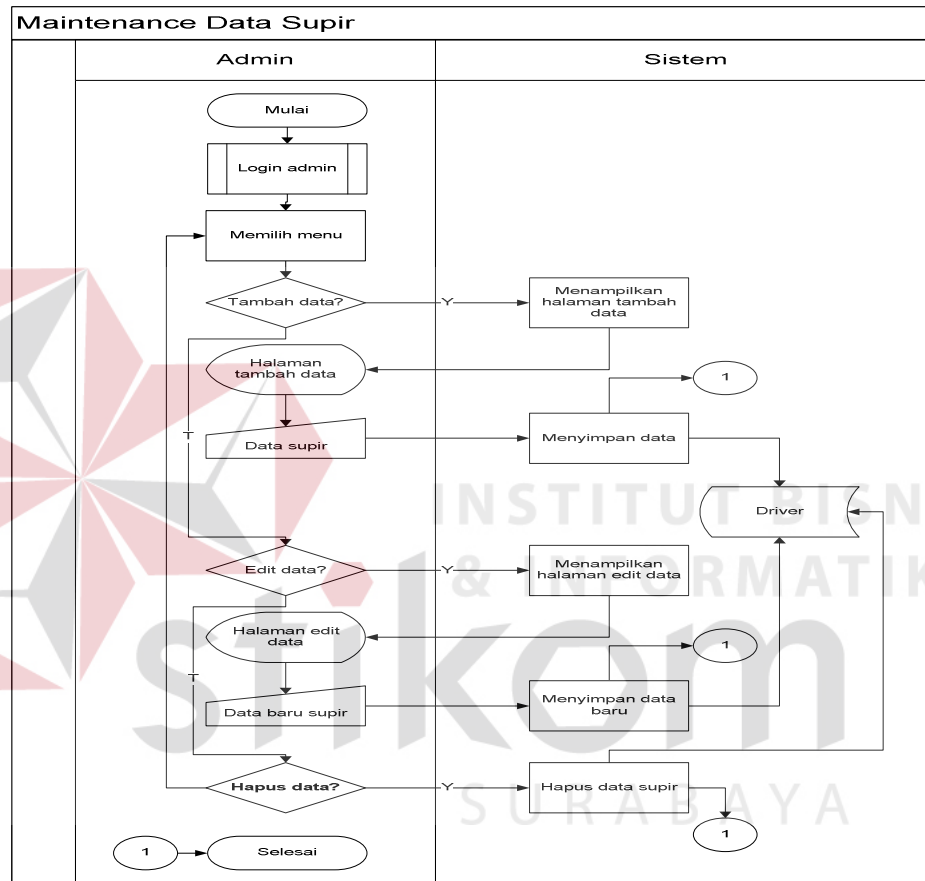 Maintenance Data Supir
Admin
Sistem
Mulai
Login admin
Memilih menu
Tambah data?
Y
Menampilkan
halaman tambah
data
Halaman
tambah data
1
T
Data supir
Menyimpan data
INSTITUT BISN
Driver
Edit data?
Y
Menampilkan
halaman edit data
& INFORMATIK
stikom
Halaman edit
data
1
T
Data baru supir
Menyimpan data
baru
Hapus data?
Y
Hapus data supir
SURABAYA
1
1
Selesai